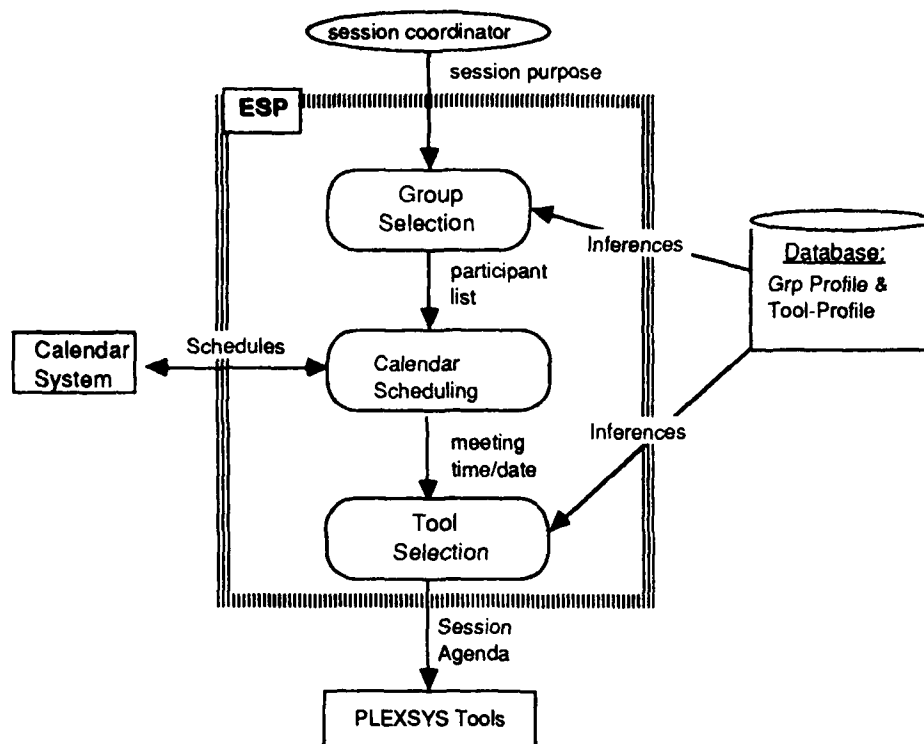 session coordinator
session purpose
ESP
Group
Selection
Inferences
Database:
Grp Profile &
Tool-Profile
participant
list
Calendar
System
Schedules
Calendar
Scheduling
Inferences
meeting
time/date
Tool
Selection
Session
Agenda
PLEXSYS Tools